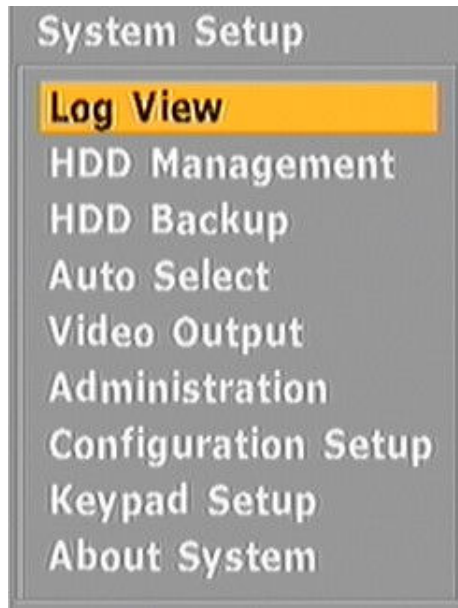 System Setup
Log View
HDD Management
HDD Backup
Auto Select
Video Output
Administration
Configuration Setup
Keypad Setup
About System